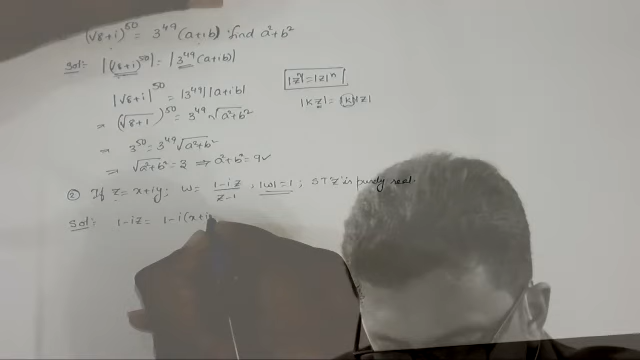 (√8+i)^50 = 3^49 (a+ib) find a²+b²
Sol: |(√8+i)^50| = |3^49 (a+ib)|
|zⁿ| = |z|ⁿ
|√8+i|^50 = |3^49| |a+ib|
|kz| = |k||z|
⇒ (√8+1)^50 = 3^49 √a²+b²
⇒ 3^50 = 3^49 √a²+b²
⇒ √a²+b² = 3 ⇒ a²+b² = 9 ✓
② If z = x+iy; w = (1-iz)/(z-1), |w| = 1; S.T 'z' is purely real.
Sol: 1-iz = 1-i(x+i